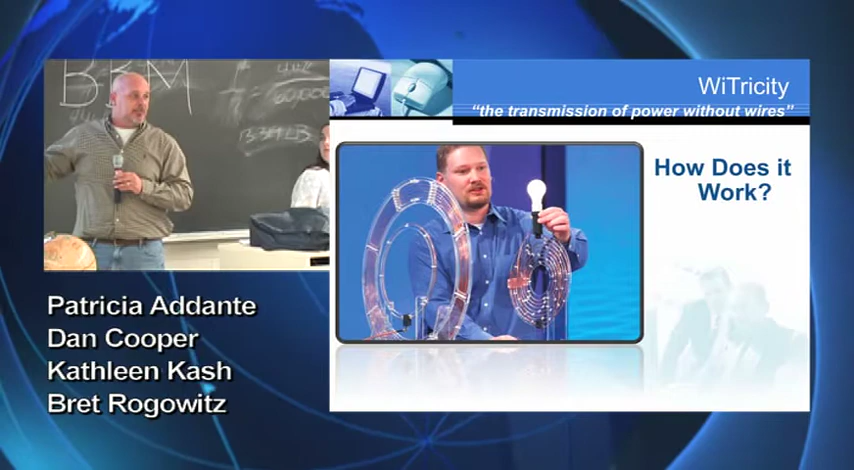 BRM
WiTricity
“the transmission of power without wires”
How Does it
Work?
Patricia Addante
Dan Cooper
Kathleen Kash
Bret Rogowitz